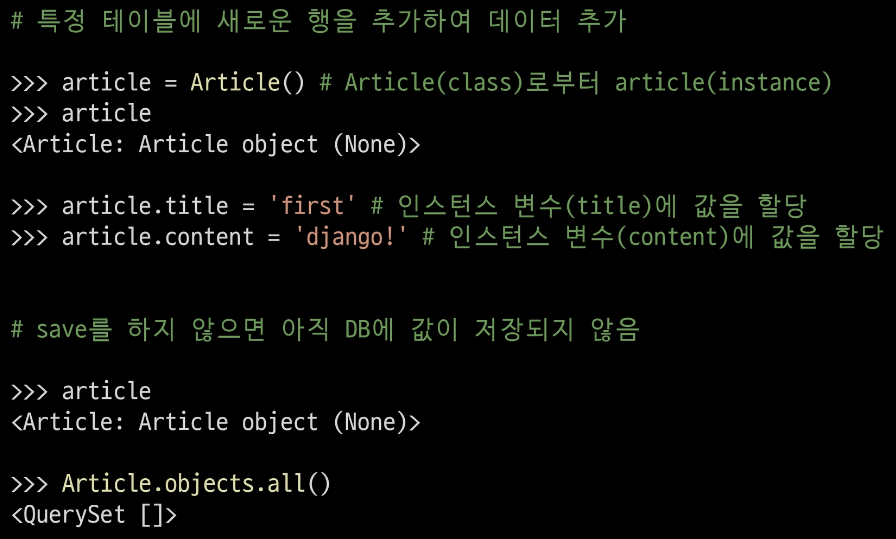 # 특정 테이블에 새로운 행을 추가하여 데이터 추가
>>> article = Article() # Article(class)로부터 article(instance)
>>> article
<Article: Article object (None)>
>>> article.title = 'first' # 인스턴스 변수(title)에 값을 할당
>>> article.content = 'django!' # 인스턴스 변수(content)에 값을 할당
# save를 하지 않으면 아직 DB에 값이 저장되지 않음
>>> article
<Article: Article object (None)>
>>> Article.objects.all()
<QuerySet []>